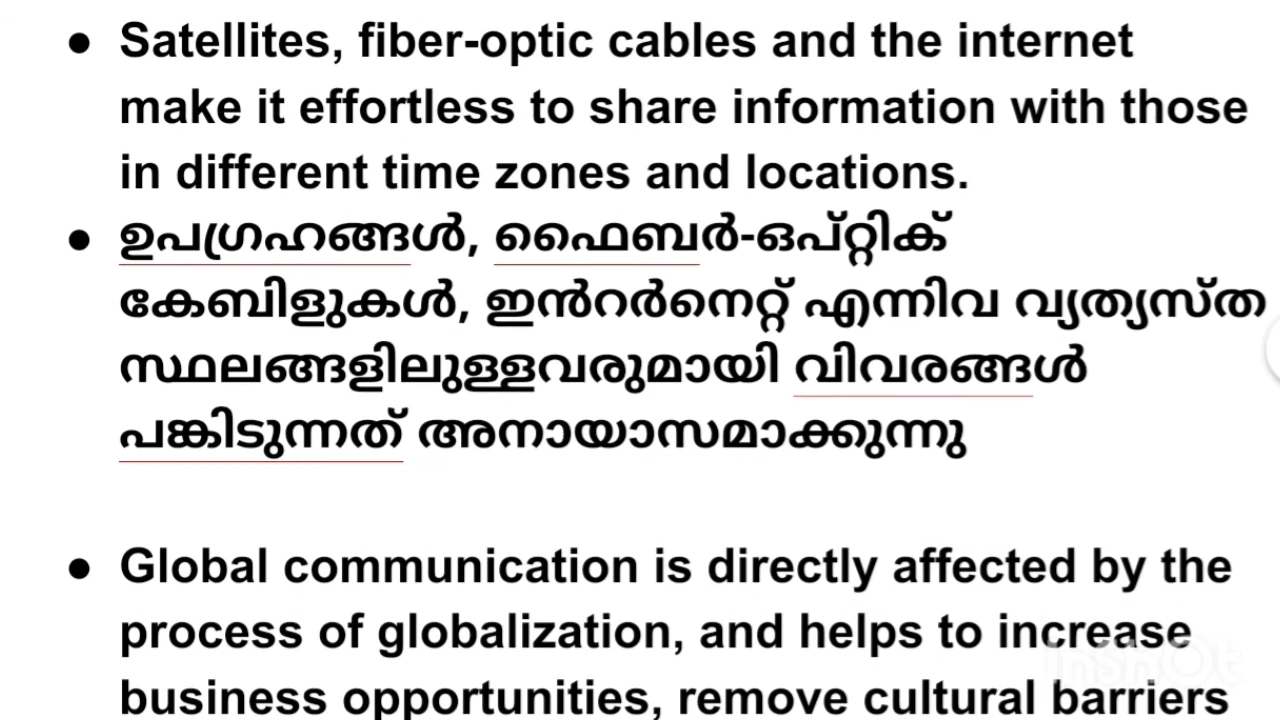 ● Satellites, fiber-optic cables and the internet
make it effortless to share information with those
in different time zones and locations.
● ഉപഗ്രഹങ്ങൾ, ഫൈബർ-ഒപ്റ്റിക്
കേബിളുകൾ, ഇൻറർനെറ്റ് എന്നിവ വ്യത്യസ്ത
സ്ഥലങ്ങളിലുള്ളവരുമായി വിവരങ്ങൾ
പങ്കിടുന്നത് അനായാസമാക്കുന്നു
● Global communication is directly affected by the
process of globalization, and helps to increase
business opportunities, remove cultural barriers
InShOt